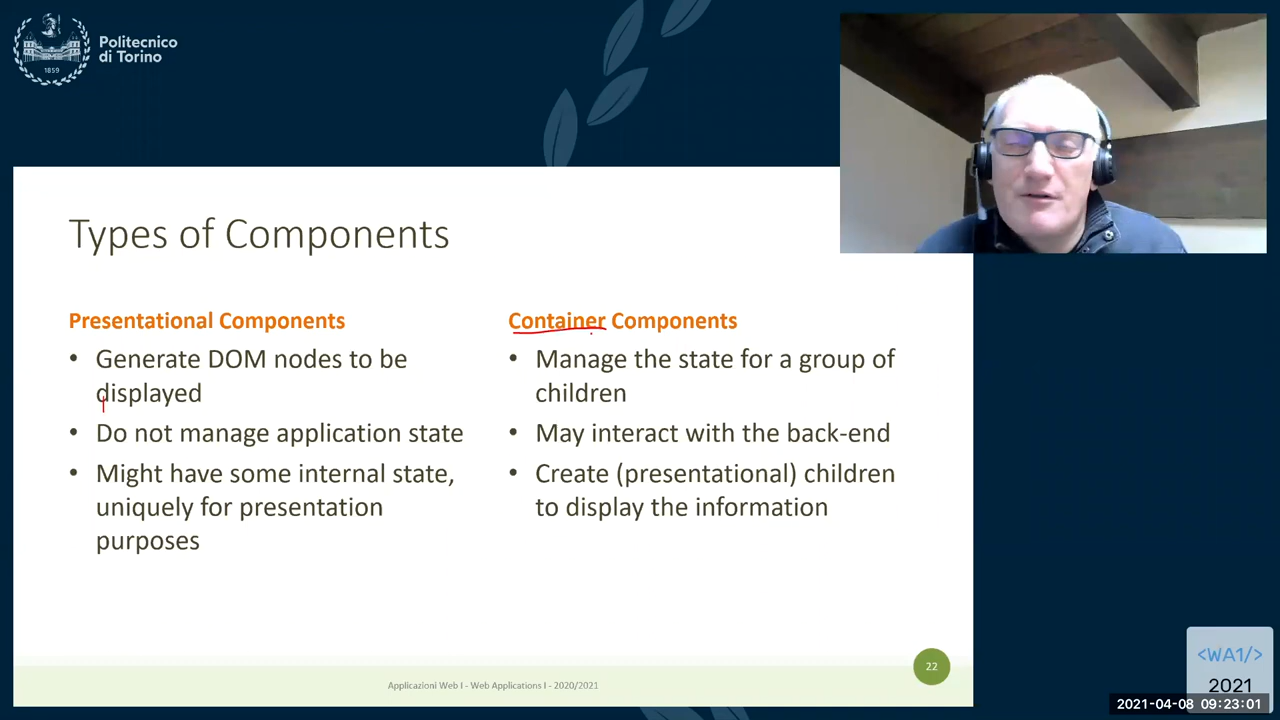 Politecnico
di Torino
1859
Types of Components
Presentational Components
• Generate DOM nodes to be
displayed
• Do not manage application state
• Might have some internal state,
uniquely for presentation
purposes
Container Components
• Manage the state for a group of
children
• May interact with the back-end
• Create (presentational) children
to display the information
Applicazioni Web I - Web Applications I - 2020/2021
22
<WA1/>
2021
2021-04-08 09:23:01